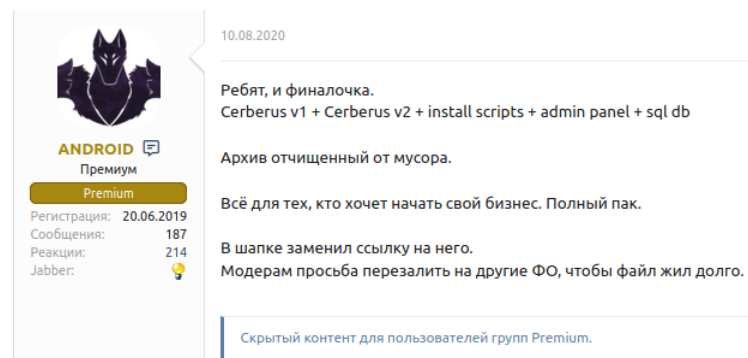 10.08.2020
Ребят, и финалочка.
Cerberus v1 + Cerberus v2 + install scripts + admin panel + sql db
Архив отчищенный от мусора.
Всё для тех, кто хочет начать свой бизнес. Полный пак.
В шапке заменил ссылку на него.
Модерам просьба перезалить на другие ФО, чтобы файл жил долго.
Скрытый контент для пользователей групп Premium.
ANDROID
Премиум
Premium
Регистрация: 20.06.2019
Сообщения: 187
Реакции: 214
Jabber: